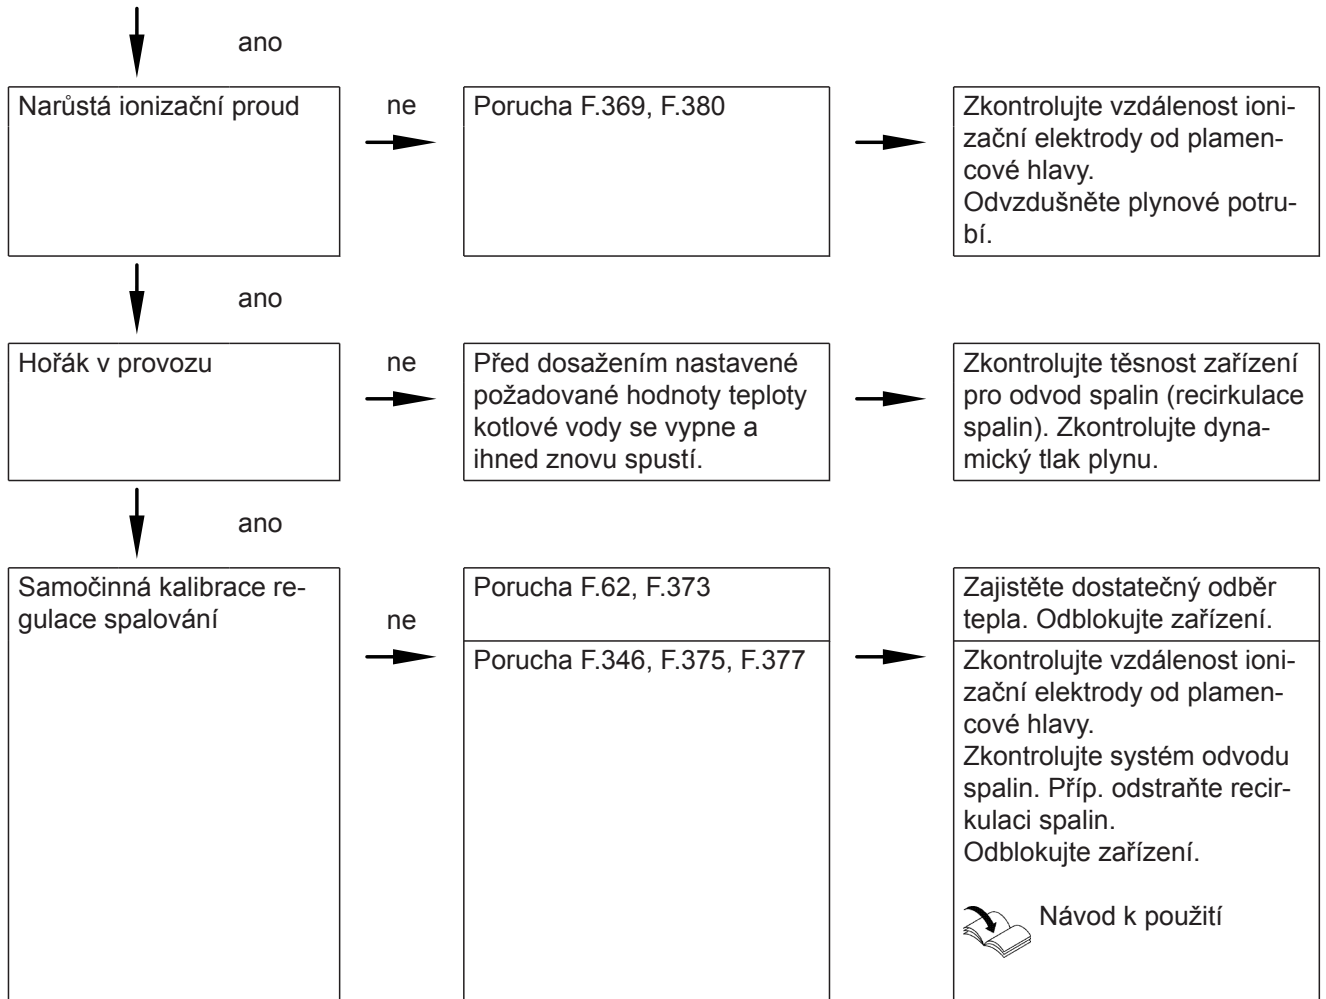 ano
Narůstá ionizační proud
ne
Porucha F.369, F.380
Zkontrolujte vzdálenost ioni-
zační elektrody od plamen-
cové hlavy.
Odvzdušněte plynové potru-
bí.
ano
Hořák v provozu
ne
Před dosažením nastavené
požadované hodnoty teploty
kotlové vody se vypne a
ihned znovu spustí.
Zkontrolujte těsnost zařízení
pro odvod spalin (recirkulace
spalin). Zkontrolujte dyna-
mický tlak plynu.
ano
Samočinná kalibrace re-
gulace spalování
ne
Porucha F.62, F.373
Zajistěte dostatečný odběr
tepla. Odblokujte zařízení.
Porucha F.346, F.375, F.377
Zkontrolujte vzdálenost ioni-
zační elektrody od plamen-
cové hlavy.
Zkontrolujte systém odvodu
spalin. Příp. odstraňte recir-
kulaci spalin.
Odblokujte zařízení.
Návod k použití